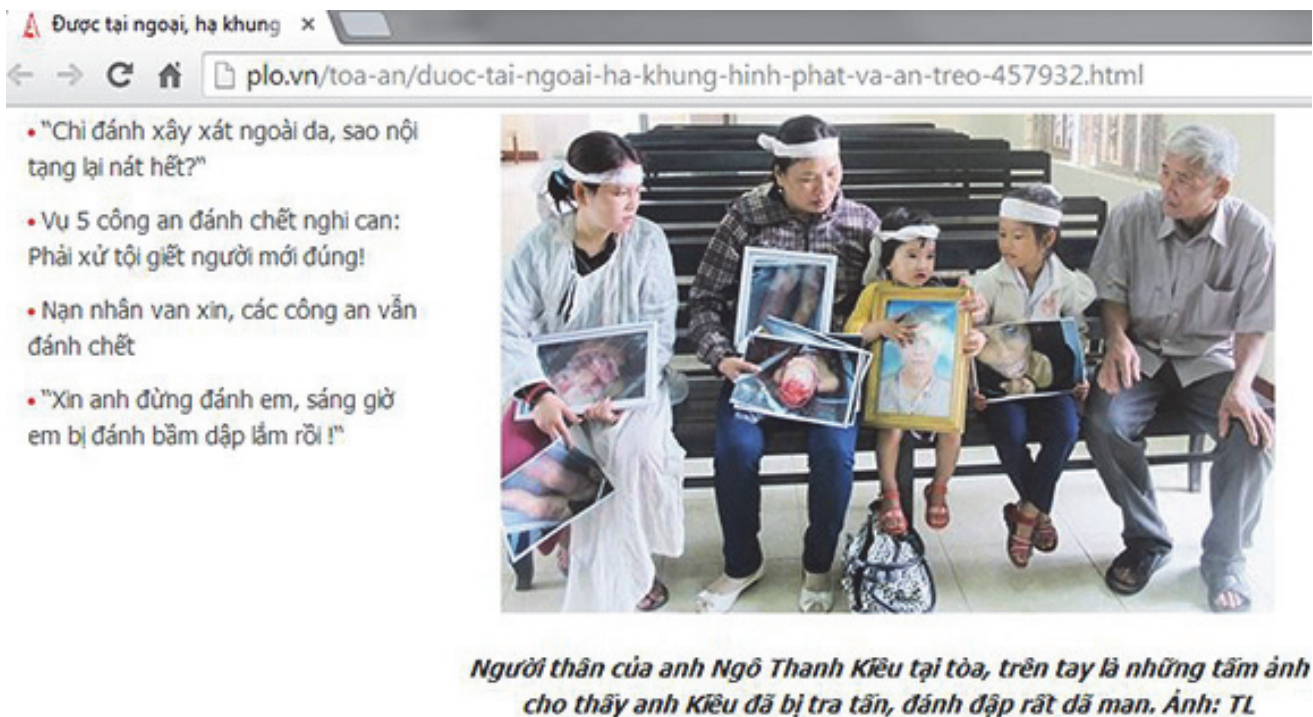 Được tại ngoại, hạ khung
plo.vn/toa-an/duoc-tai-ngoai-ha-khung-hinh-phat-va-an-treo-457932.html
• "Chỉ đánh xây xát ngoài da, sao nội
tạng lại nát hết?"
• Vụ 5 công an đánh chết nghi can:
Phải xử tội giết người mới đúng!
• Nạn nhân van xin, các công an vẫn
đánh chết
• "Xin anh đừng đánh em, sáng giờ
em bị đánh bầm dập lắm rồi !"
Người thân của anh Ngô Thanh Kiều tại tòa, trên tay là những tấm ảnh
cho thấy anh Kiều đã bị tra tấn, đánh đập rất dã man. Ảnh: TL